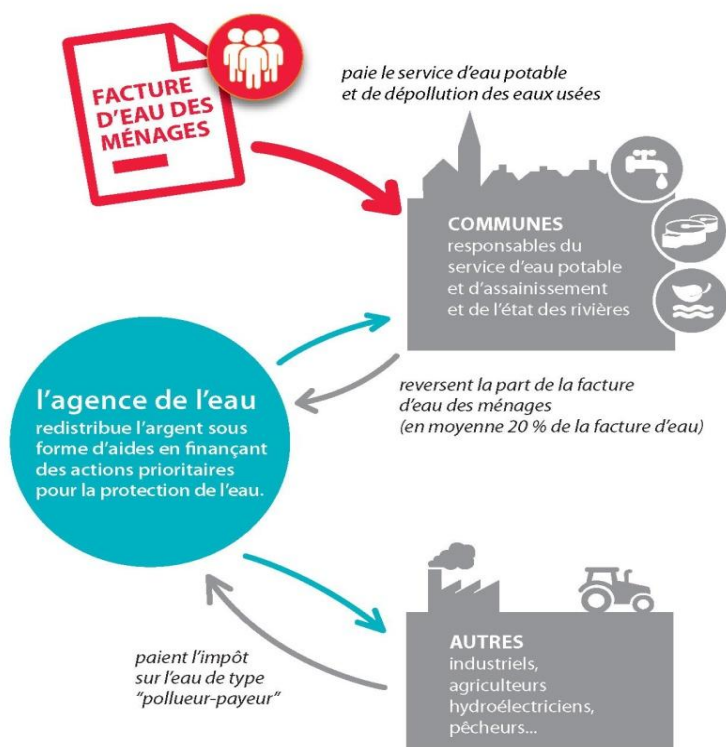 FACTURE
D'EAU DES
MÉNAGES
paie le service d'eau potable
et de dépollution des eaux usées
COMMUNES
responsables du
service d'eau potable
et d'assainissement
et de l'état des rivières
l'agence de l'eau
redistribue l'argent sous
forme d'aides en finançant
des actions prioritaires
pour la protection de l'eau.
reversent la part de la facture
d'eau des ménages
(en moyenne 20 % de la facture d'eau)
paient l'impôt
sur l'eau de type
"pollueur-payeur"
AUTRES
industriels,
agriculteurs
hydroélectriciens,
pêcheurs...